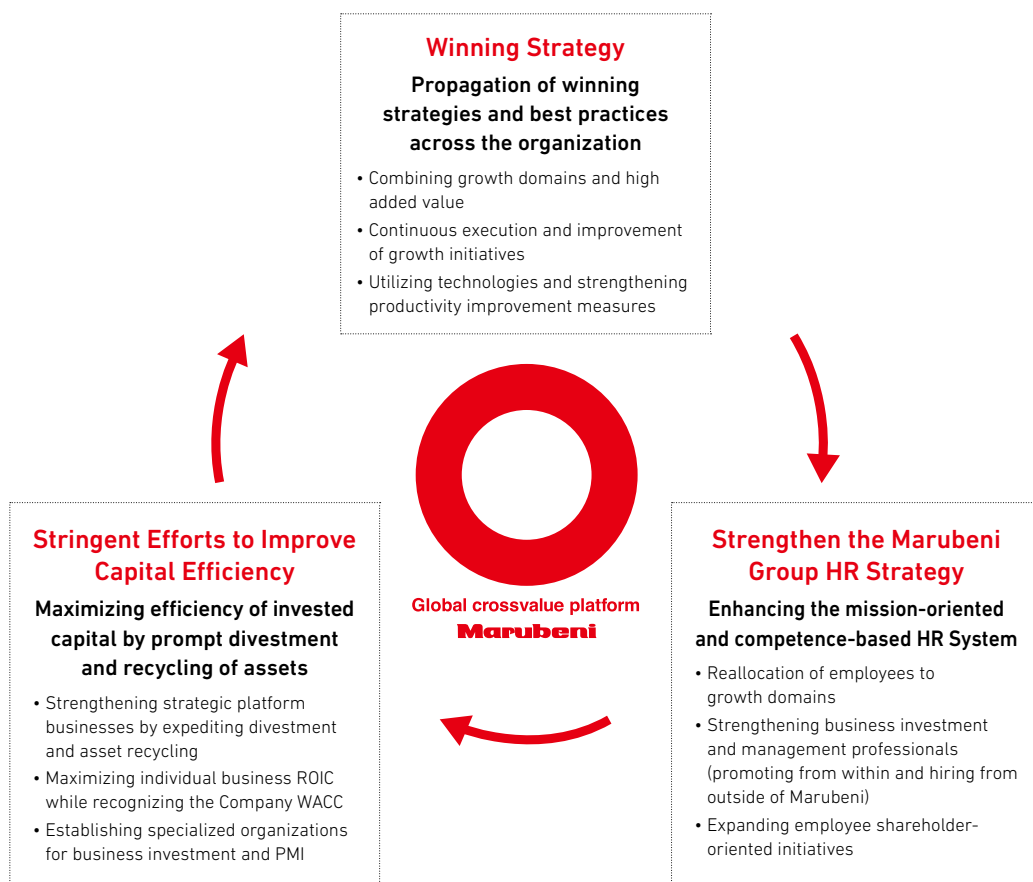 Winning Strategy
Propagation of winning
strategies and best practices
across the organization
• Combining growth domains and high
added value
• Continuous execution and improvement
of growth initiatives
• Utilizing technologies and strengthening
productivity improvement measures
Global crossvalue platform
Marubeni
Stringent Efforts to Improve
Capital Efficiency
Maximizing efficiency of invested
capital by prompt divestment
and recycling of assets
• Strengthening strategic platform
businesses by expediting divestment
and asset recycling
• Maximizing individual business ROIC
while recognizing the Company WACC
• Establishing specialized organizations
for business investment and PMI
Strengthen the Marubeni
Group HR Strategy
Enhancing the mission-oriented
and competence-based HR System
• Reallocation of employees to
growth domains
• Strengthening business investment
and management professionals
(promoting from within and hiring from
outside of Marubeni)
• Expanding employee shareholder-
oriented initiatives